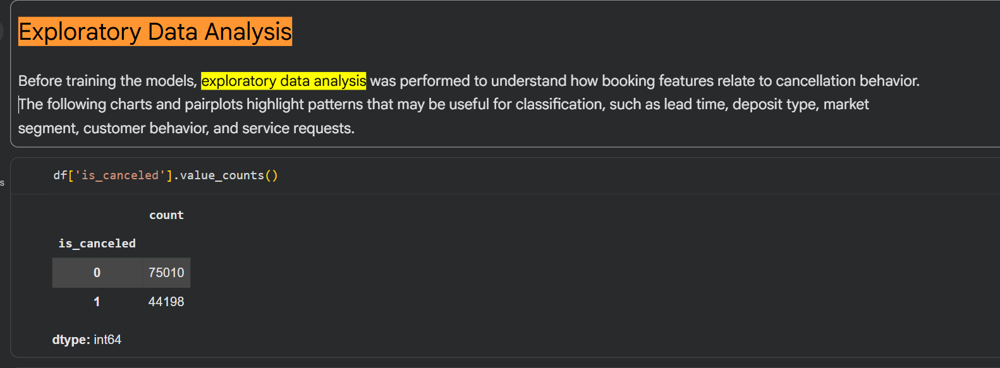 Exploratory Data Analysis
Before training the models, exploratory data analysis was performed to understand how booking features relate to cancellation behavior.
The following charts and pairplots highlight patterns that may be useful for classification, such as lead time, deposit type, market
segment, customer behavior, and service requests.
s
df['is_canceled'].value_counts()
count
is_canceled
0 75010
1 44198
dtype: int64